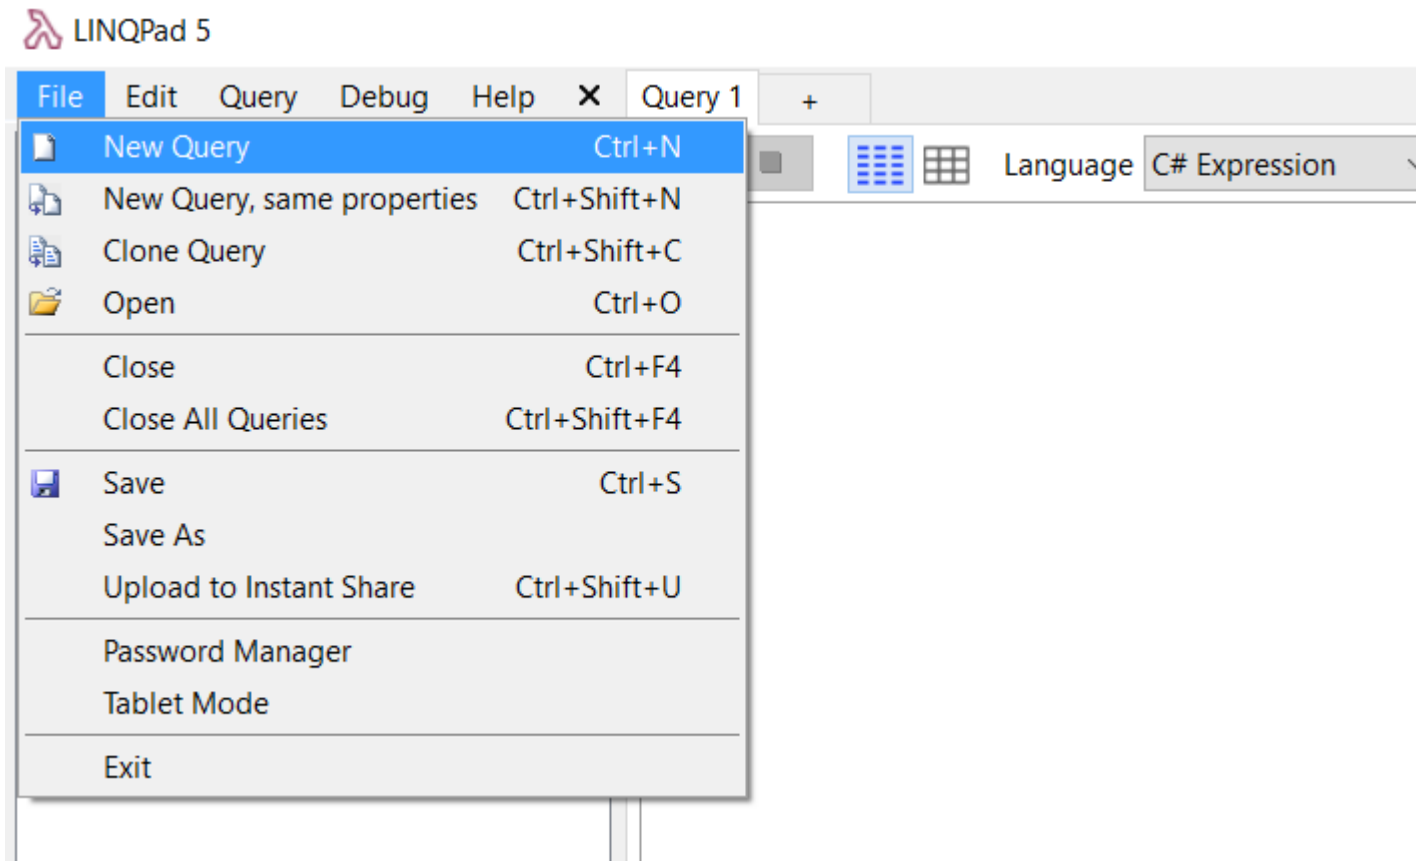 LINQPad 5
File Edit Query Debug Help X Query 1 +
New Query Ctrl+N
Language C# Expression
New Query, same properties Ctrl+Shift+N
Clone Query Ctrl+Shift+C
Open Ctrl+O
Close Ctrl+F4
Close All Queries Ctrl+Shift+F4
Save Ctrl+S
Save As
Upload to Instant Share Ctrl+Shift+U
Password Manager
Tablet Mode
Exit